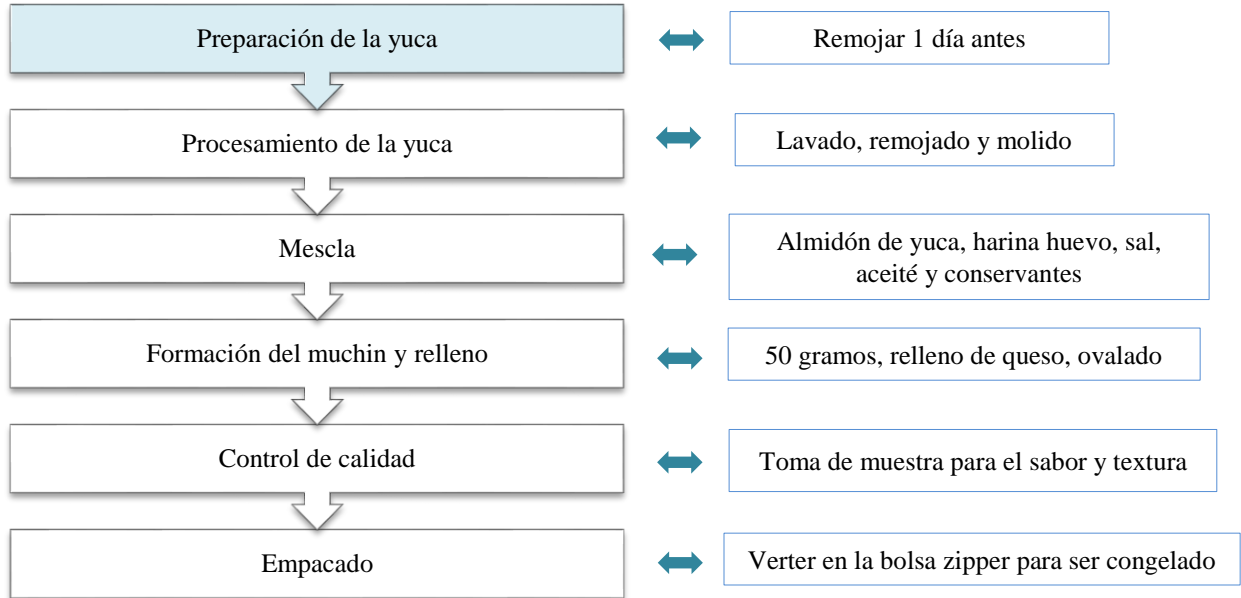 Preparación de la yuca
Remojar 1 día antes
Procesamiento de la yuca
Lavado, remojado y molido
Mescla
Almidón de yuca, harina huevo, sal,
aceité y conservantes
Formación del muchin y relleno
50 gramos, relleno de queso, ovalado
Control de calidad
Toma de muestra para el sabor y textura
Empacado
Verter en la bolsa zipper para ser congelado